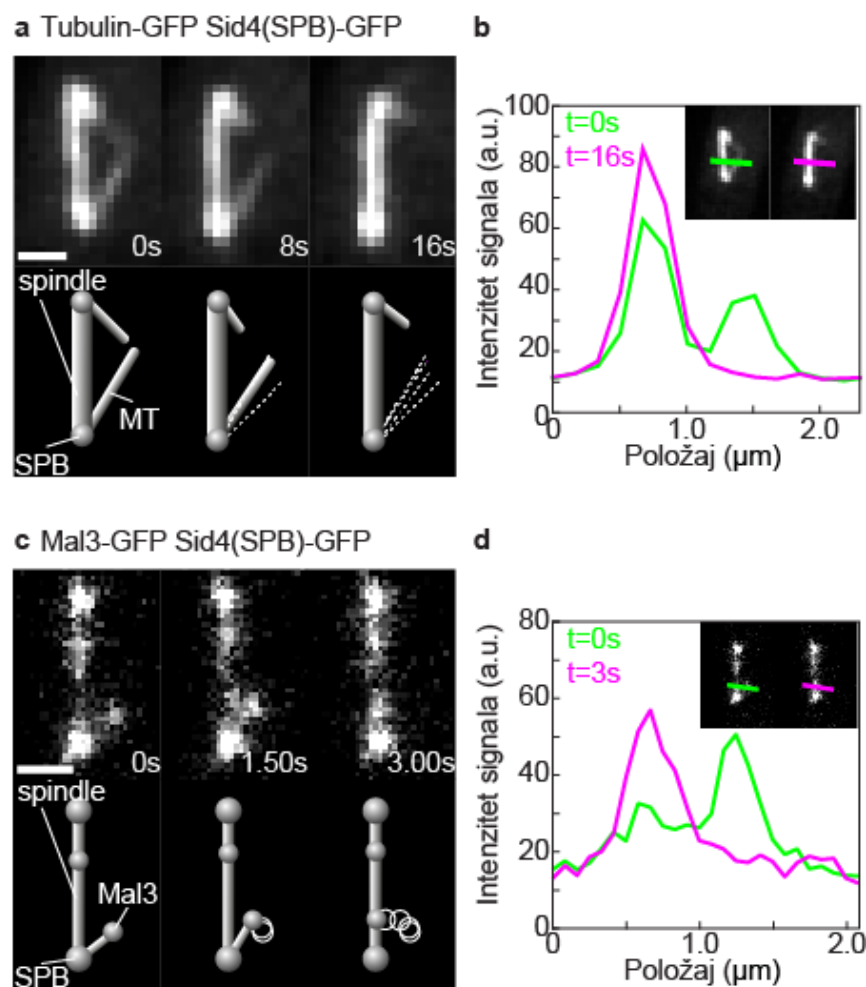 a Tubulin-GFP Sid4(SPB)-GFP
0s
8s
16s
spindle
MT
SPB
b
100
80
60
40
20
0
t=0s
t=16s
Intenzitet signala (a.u.)
0
1.0
2.0
Položaj (µm)
c Mal3-GFP Sid4(SPB)-GFP
0s
1.50s
3.00s
spindle
Mal3
SPB
d
80
60
40
20
0
t=0s
t=3s
Intenzitet signala (a.u.)
0
1.0
2.0
Položaj (µm)